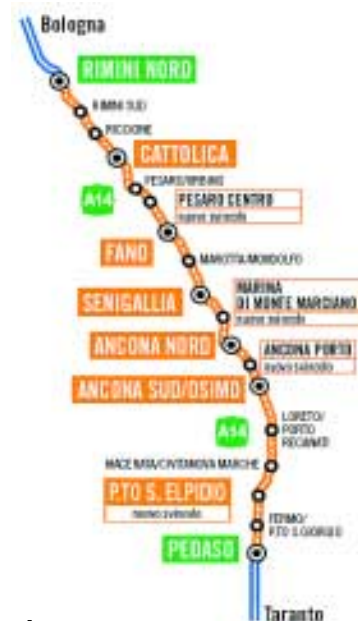 Bologna
RIMINI NORD
RIMINI SUD
RICCIONE
CATTOLICA
PESARO/URBINO
A14
PESARO CENTRO
nuovo svincolo
FANO
MAROTTA/MONDOLFO
SENIGALLIA
MARINA
DI MONTE MARCIANO
nuovo svincolo
ANCONA NORD
ANCONA PORTO
nuovo svincolo
ANCONA SUD/OSIMO
A14
LORETO/
PORTO
RECANATI
MACERATA/CIVITANOVA MARCHE
P.TO S. ELPIDIO
nuovo svincolo
FERMO/
P.TO S.GIORGIO
PEDASO
Taranto